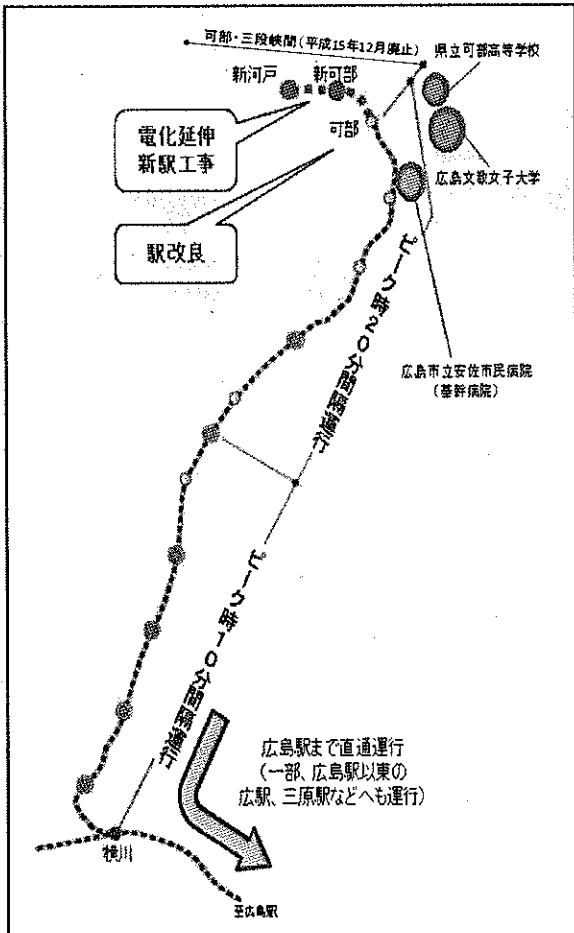 可部・三段峡間(平成15年12月廃止)
県立可部高等学校
新河戸
新可部
電化延伸
新駅工事
可部
広島文教女子大学
駅改良
ピーク時20分間隔運行
広島市立安佐市民病院
(基幹病院)
ピーク時10分間隔運行
広島駅まで直通運行
(一部、広島駅以東の
広駅、三原駅などへも運行)
横川
至広島駅